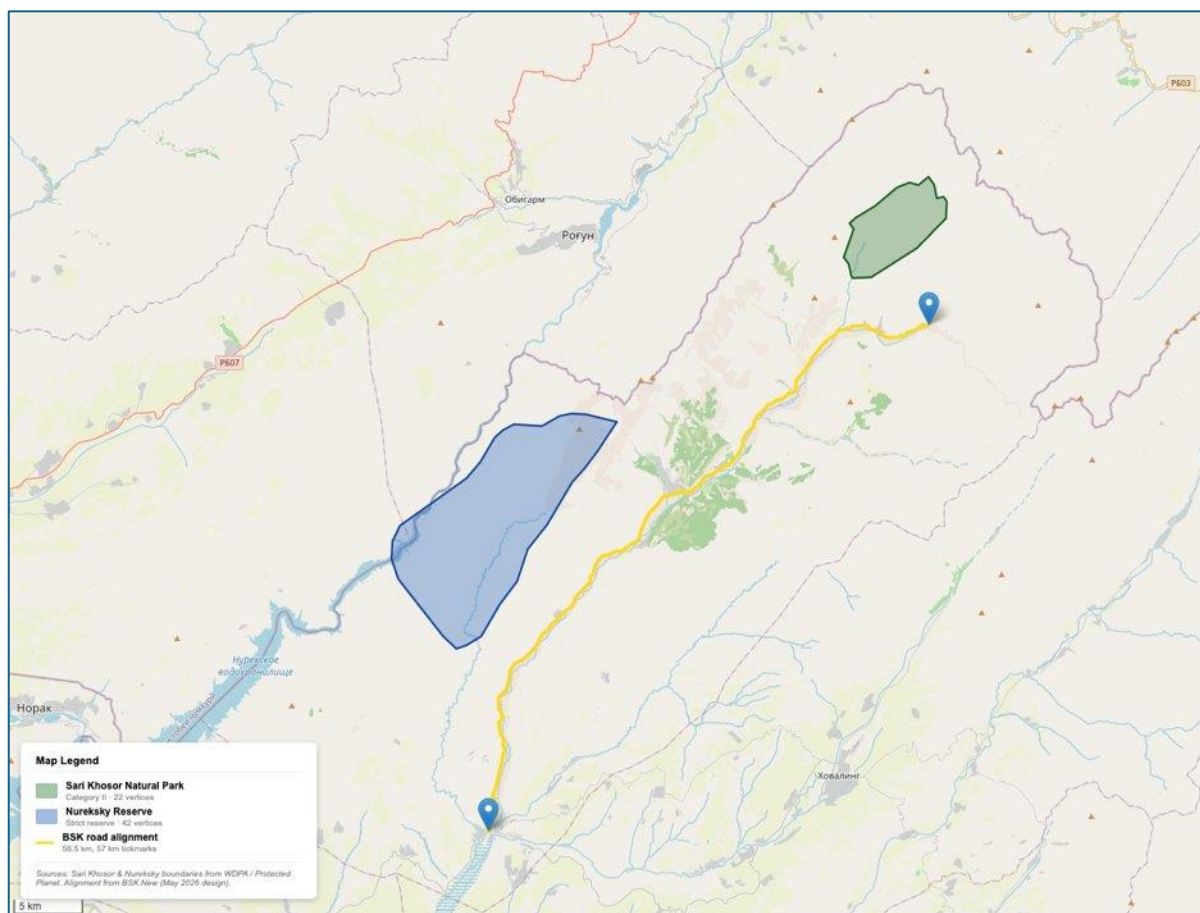 РБ03
Обигарм
Роғун
РБ07
Нурекское
водохранилище
Норак
Ховалинг
Map Legend
Sari Khosor Natural Park
Category II · 22 vertices
Nureksky Reserve
Strict reserve · 42 vertices
BSK road alignment
56.5 km, 57 km tickmarks
Sources: Sari Khosor & Nureksky boundaries from WDPA / Protected
Planet. Alignment from BSK New (May 2026 design).
5 km